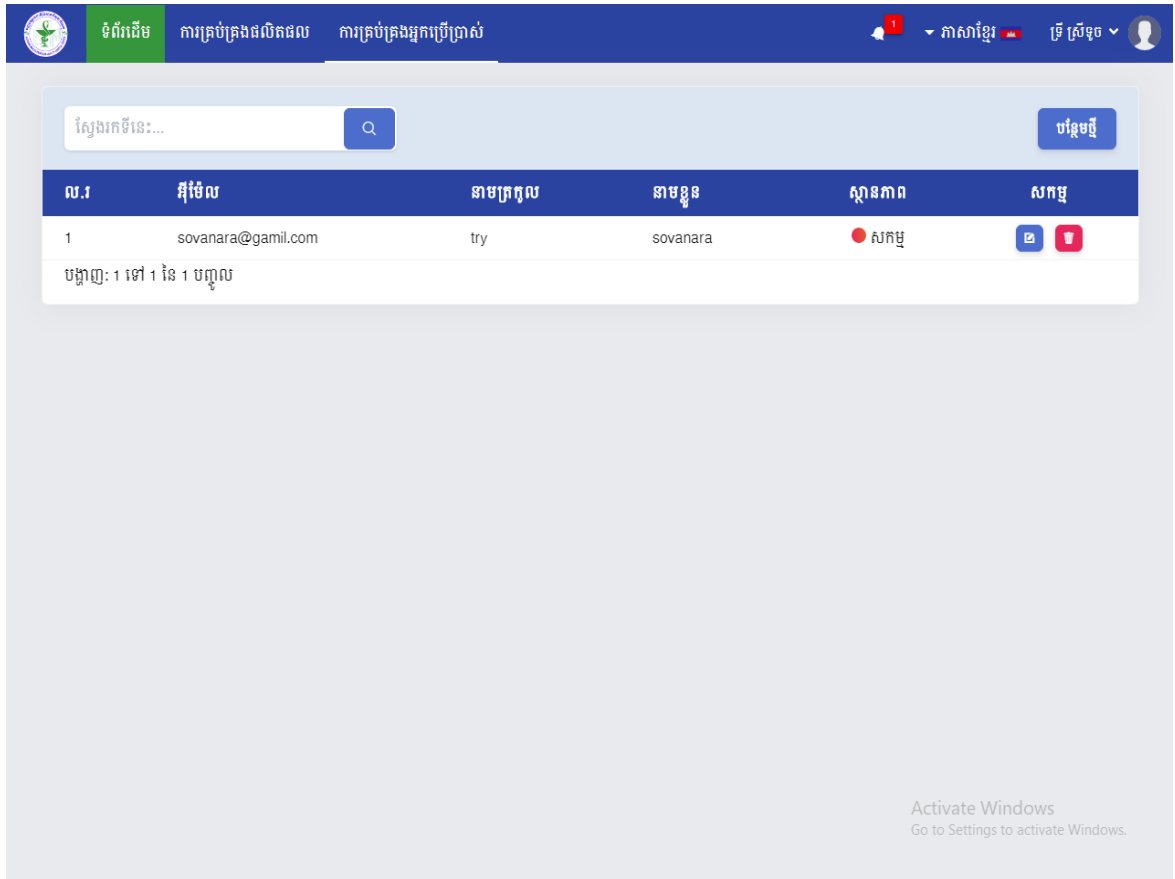 ទំព័រដើម ការគ្រប់គ្រងផលិតផល ការគ្រប់គ្រងអ្នកប្រើប្រាស់ 1 ភាសាខ្មែរ ទ្រី ស្រីទូច
ស្វែងរកទីនេះ... បន្ថែមថ្មី
ល.រ អ៊ីម៉ែល នាមត្រកូល នាមខ្លួន ស្ថានភាព សកម្ម
1 sovanara@gamil.com try sovanara សកម្ម
បង្ហាញ: 1 ទៅ 1 នៃ 1 បញ្ចូល
Activate Windows
Go to Settings to activate Windows.